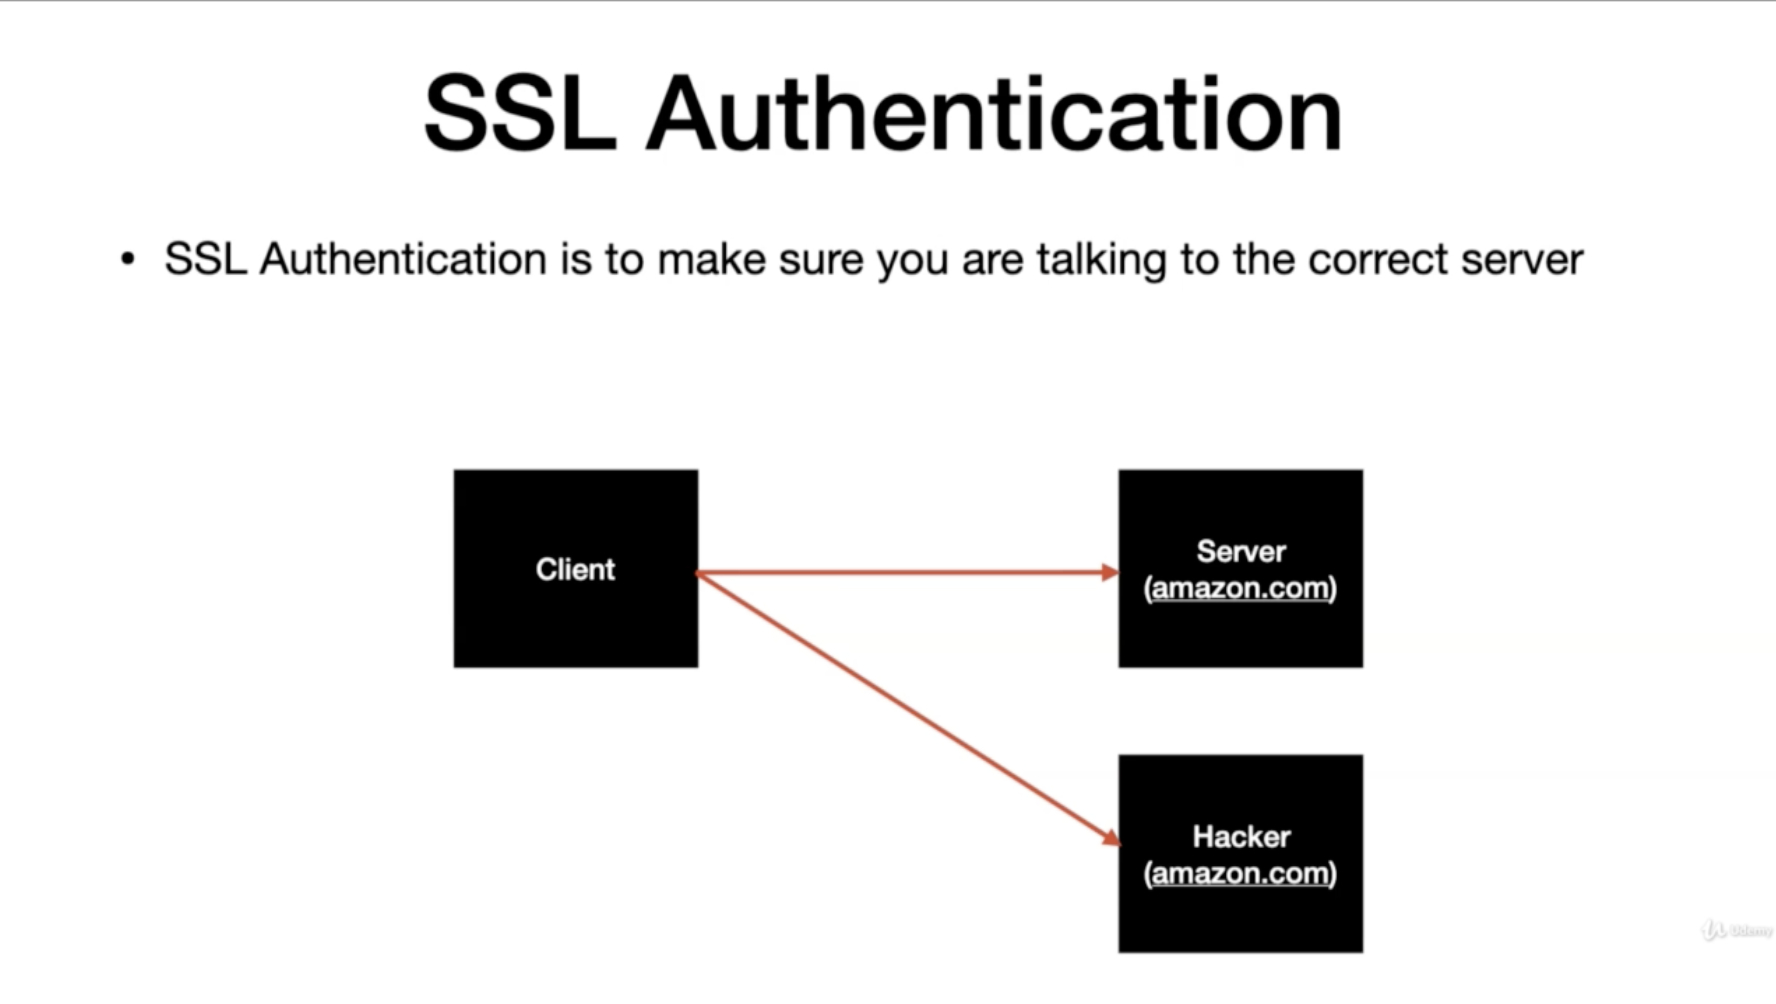 SSL Authentication
• SSL Authentication is to make sure you are talking to the correct server
Client
Server
(amazon.com)
Hacker
(amazon.com)
Udemy